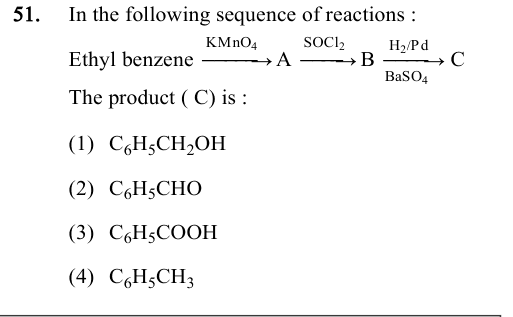 51. In the following sequence of reactions :
Ethyl benzene —KMnO₄→ A —SOCl₂→ B —H₂/Pd / BaSO₄→ C
The product ( C) is :
(1) C₆H₅CH₂OH
(2) C₆H₅CHO
(3) C₆H₅COOH
(4) C₆H₅CH₃